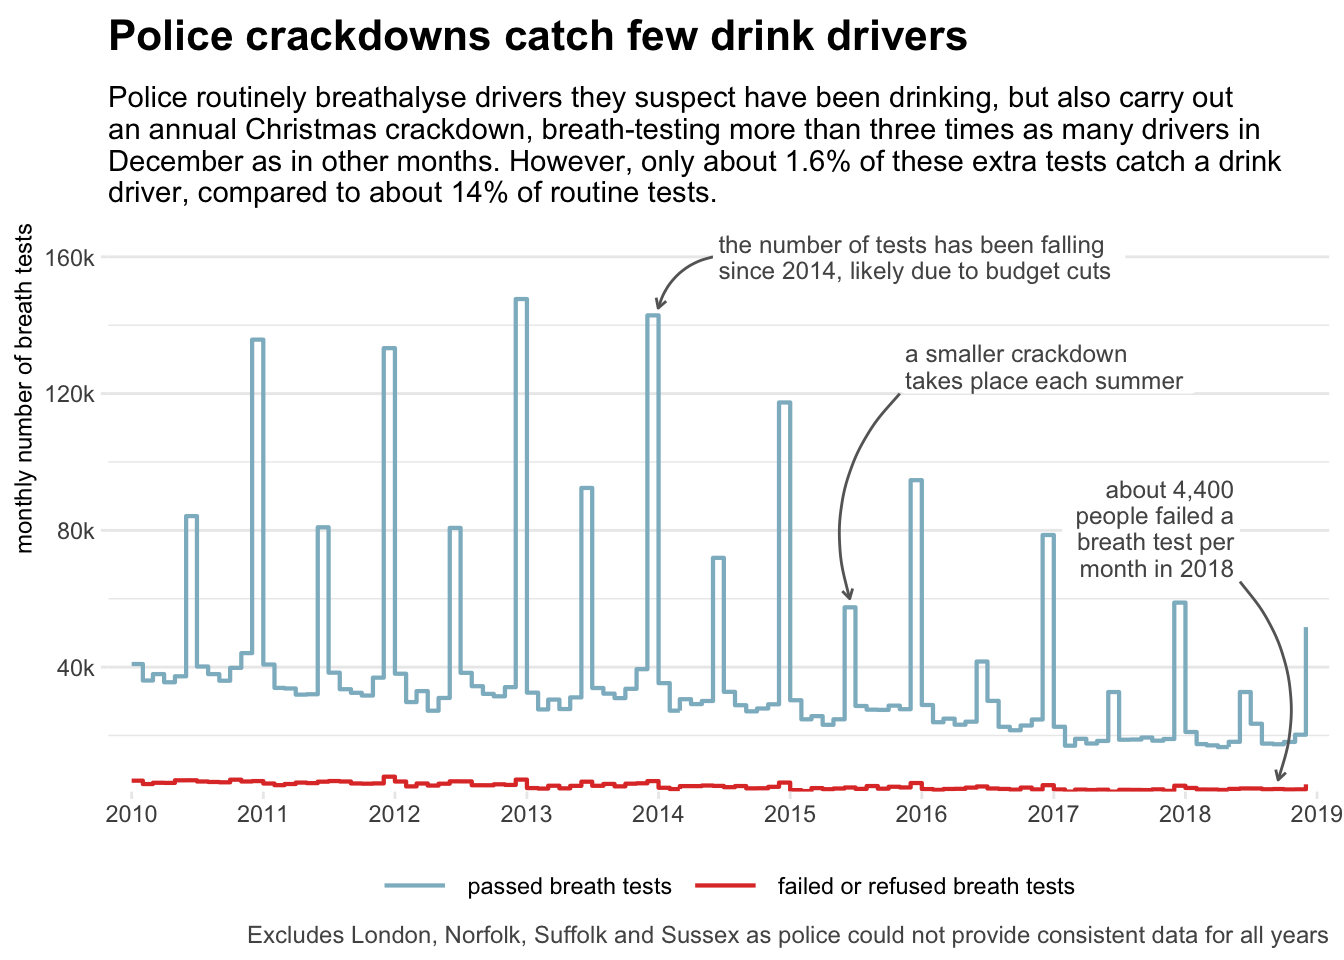 Police crackdowns catch few drink drivers
Police routinely breathalyse drivers they suspect have been drinking, but also carry out
an annual Christmas crackdown, breath-testing more than three times as many drivers in
December as in other months. However, only about 1.6% of these extra tests catch a drink
driver, compared to about 14% of routine tests.
monthly number of breath tests
160k
120k
80k
40k
the number of tests has been falling
since 2014, likely due to budget cuts
a smaller crackdown
takes place each summer
about 4,400
people failed a
breath test per
month in 2018
2010 2011 2012 2013 2014 2015 2016 2017 2018 2019
passed breath tests failed or refused breath tests
Excludes London, Norfolk, Suffolk and Sussex as police could not provide consistent data for all years